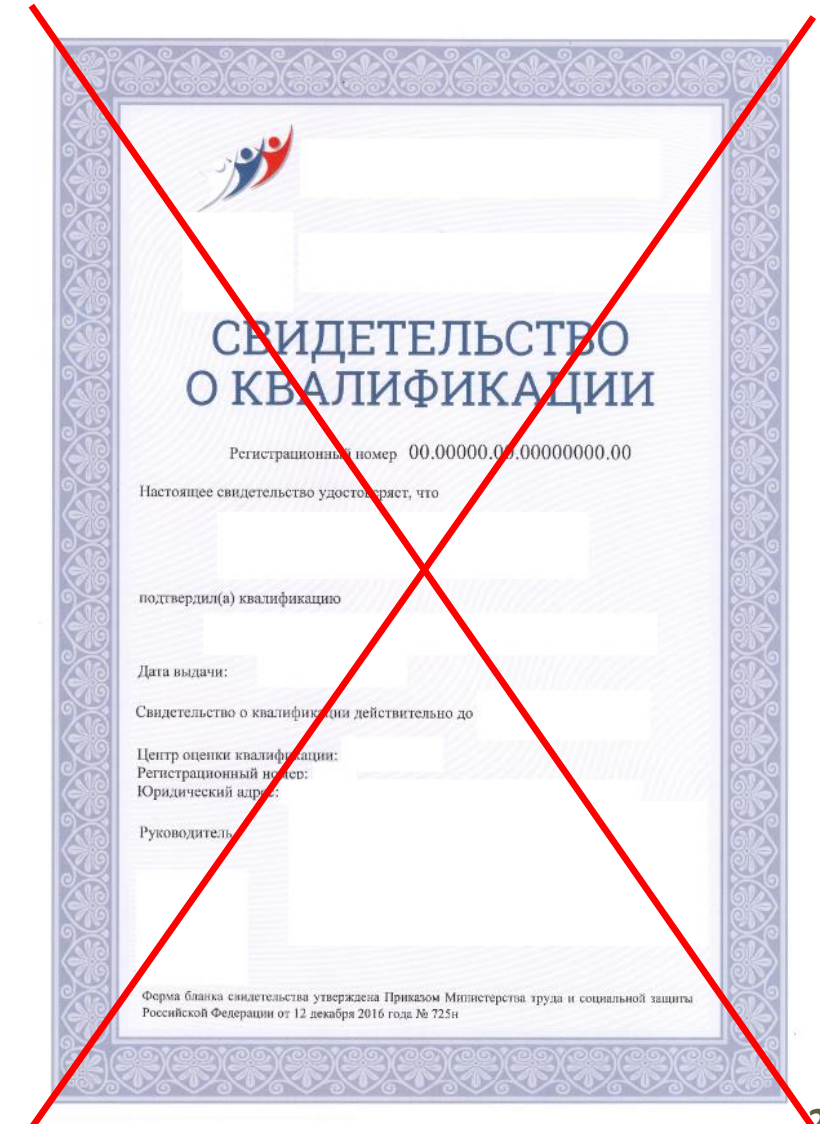 СВИДЕТЕЛЬСТВО
О КВАЛИФИКАЦИИ
Регистрационный номер 00.00000.00.00000000.00
Настоящее свидетельство удостоверяет, что
подтвердил(а) квалификацию
Дата выдачи:
Свидетельство о квалификации действительно до
Центр оценки квалификации:
Регистрационный номер:
Юридический адрес:
Руководитель
Форма бланка свидетельства утверждена Приказом Министерства труда и социальной защиты
Российской Федерации от 12 декабря 2016 года № 725н